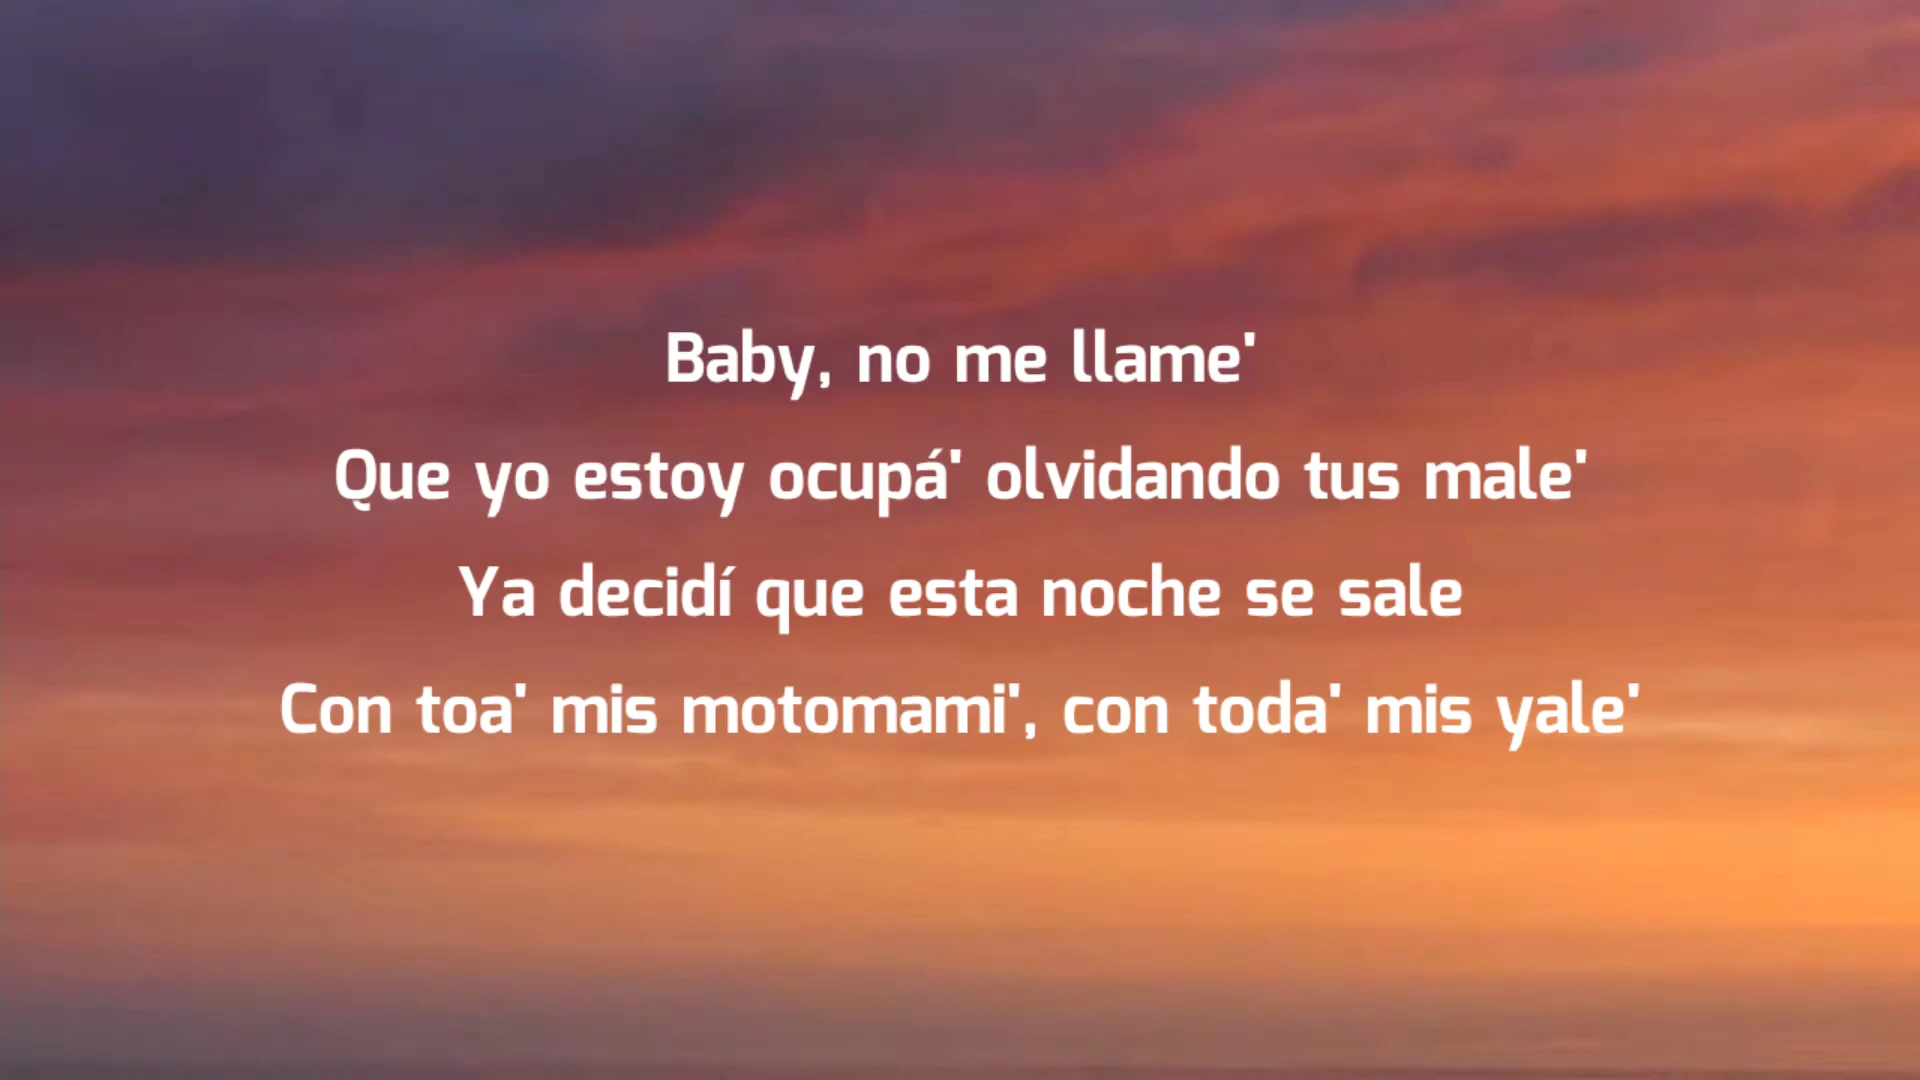 Baby, no me llame'
Que yo estoy ocupá' olvidando tus male'
Ya decidí que esta noche se sale
Con toa' mis motomami', con toda' mis yale'